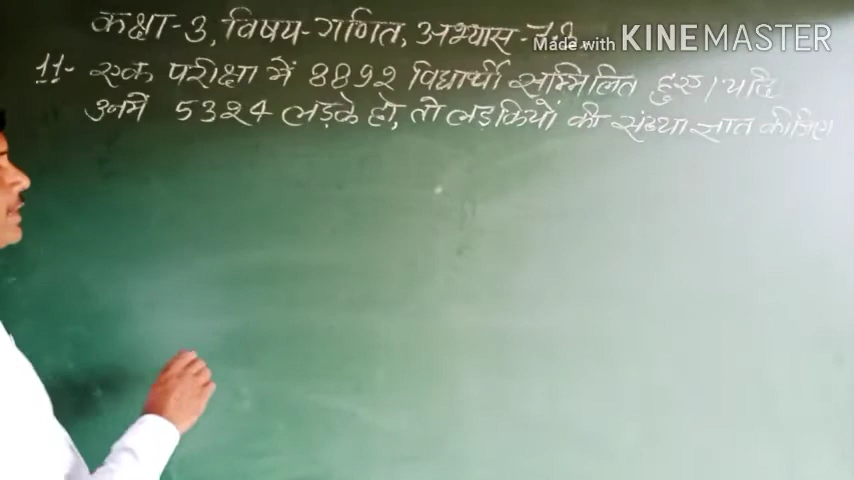 कक्षा-3, विषय-गणित, अभ्यास-
Made with KINEMASTER
11- एक परीक्षा में 8892 विद्यार्थी सम्मिलित हुए। यदि
उनमें 5324 लड़के हो, तो लड़कियों की संख्या ज्ञात कीजिए